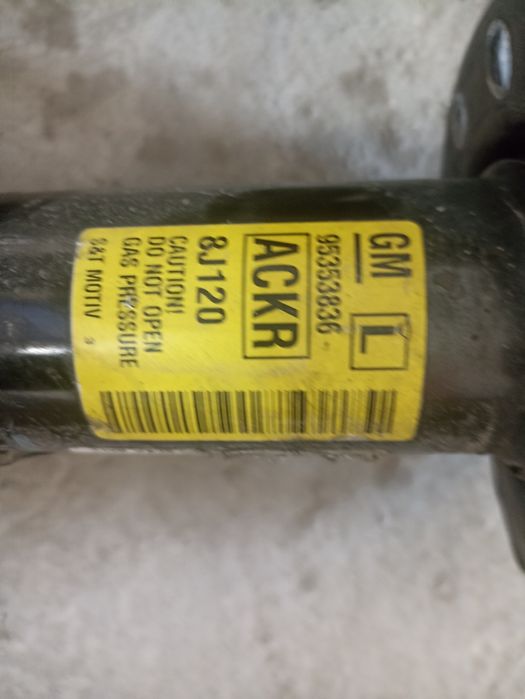 GM L
95353836
ACKR
8J120
CAUTION!
DO NOT OPEN
GAS PRESSURE
S&T MOTIV